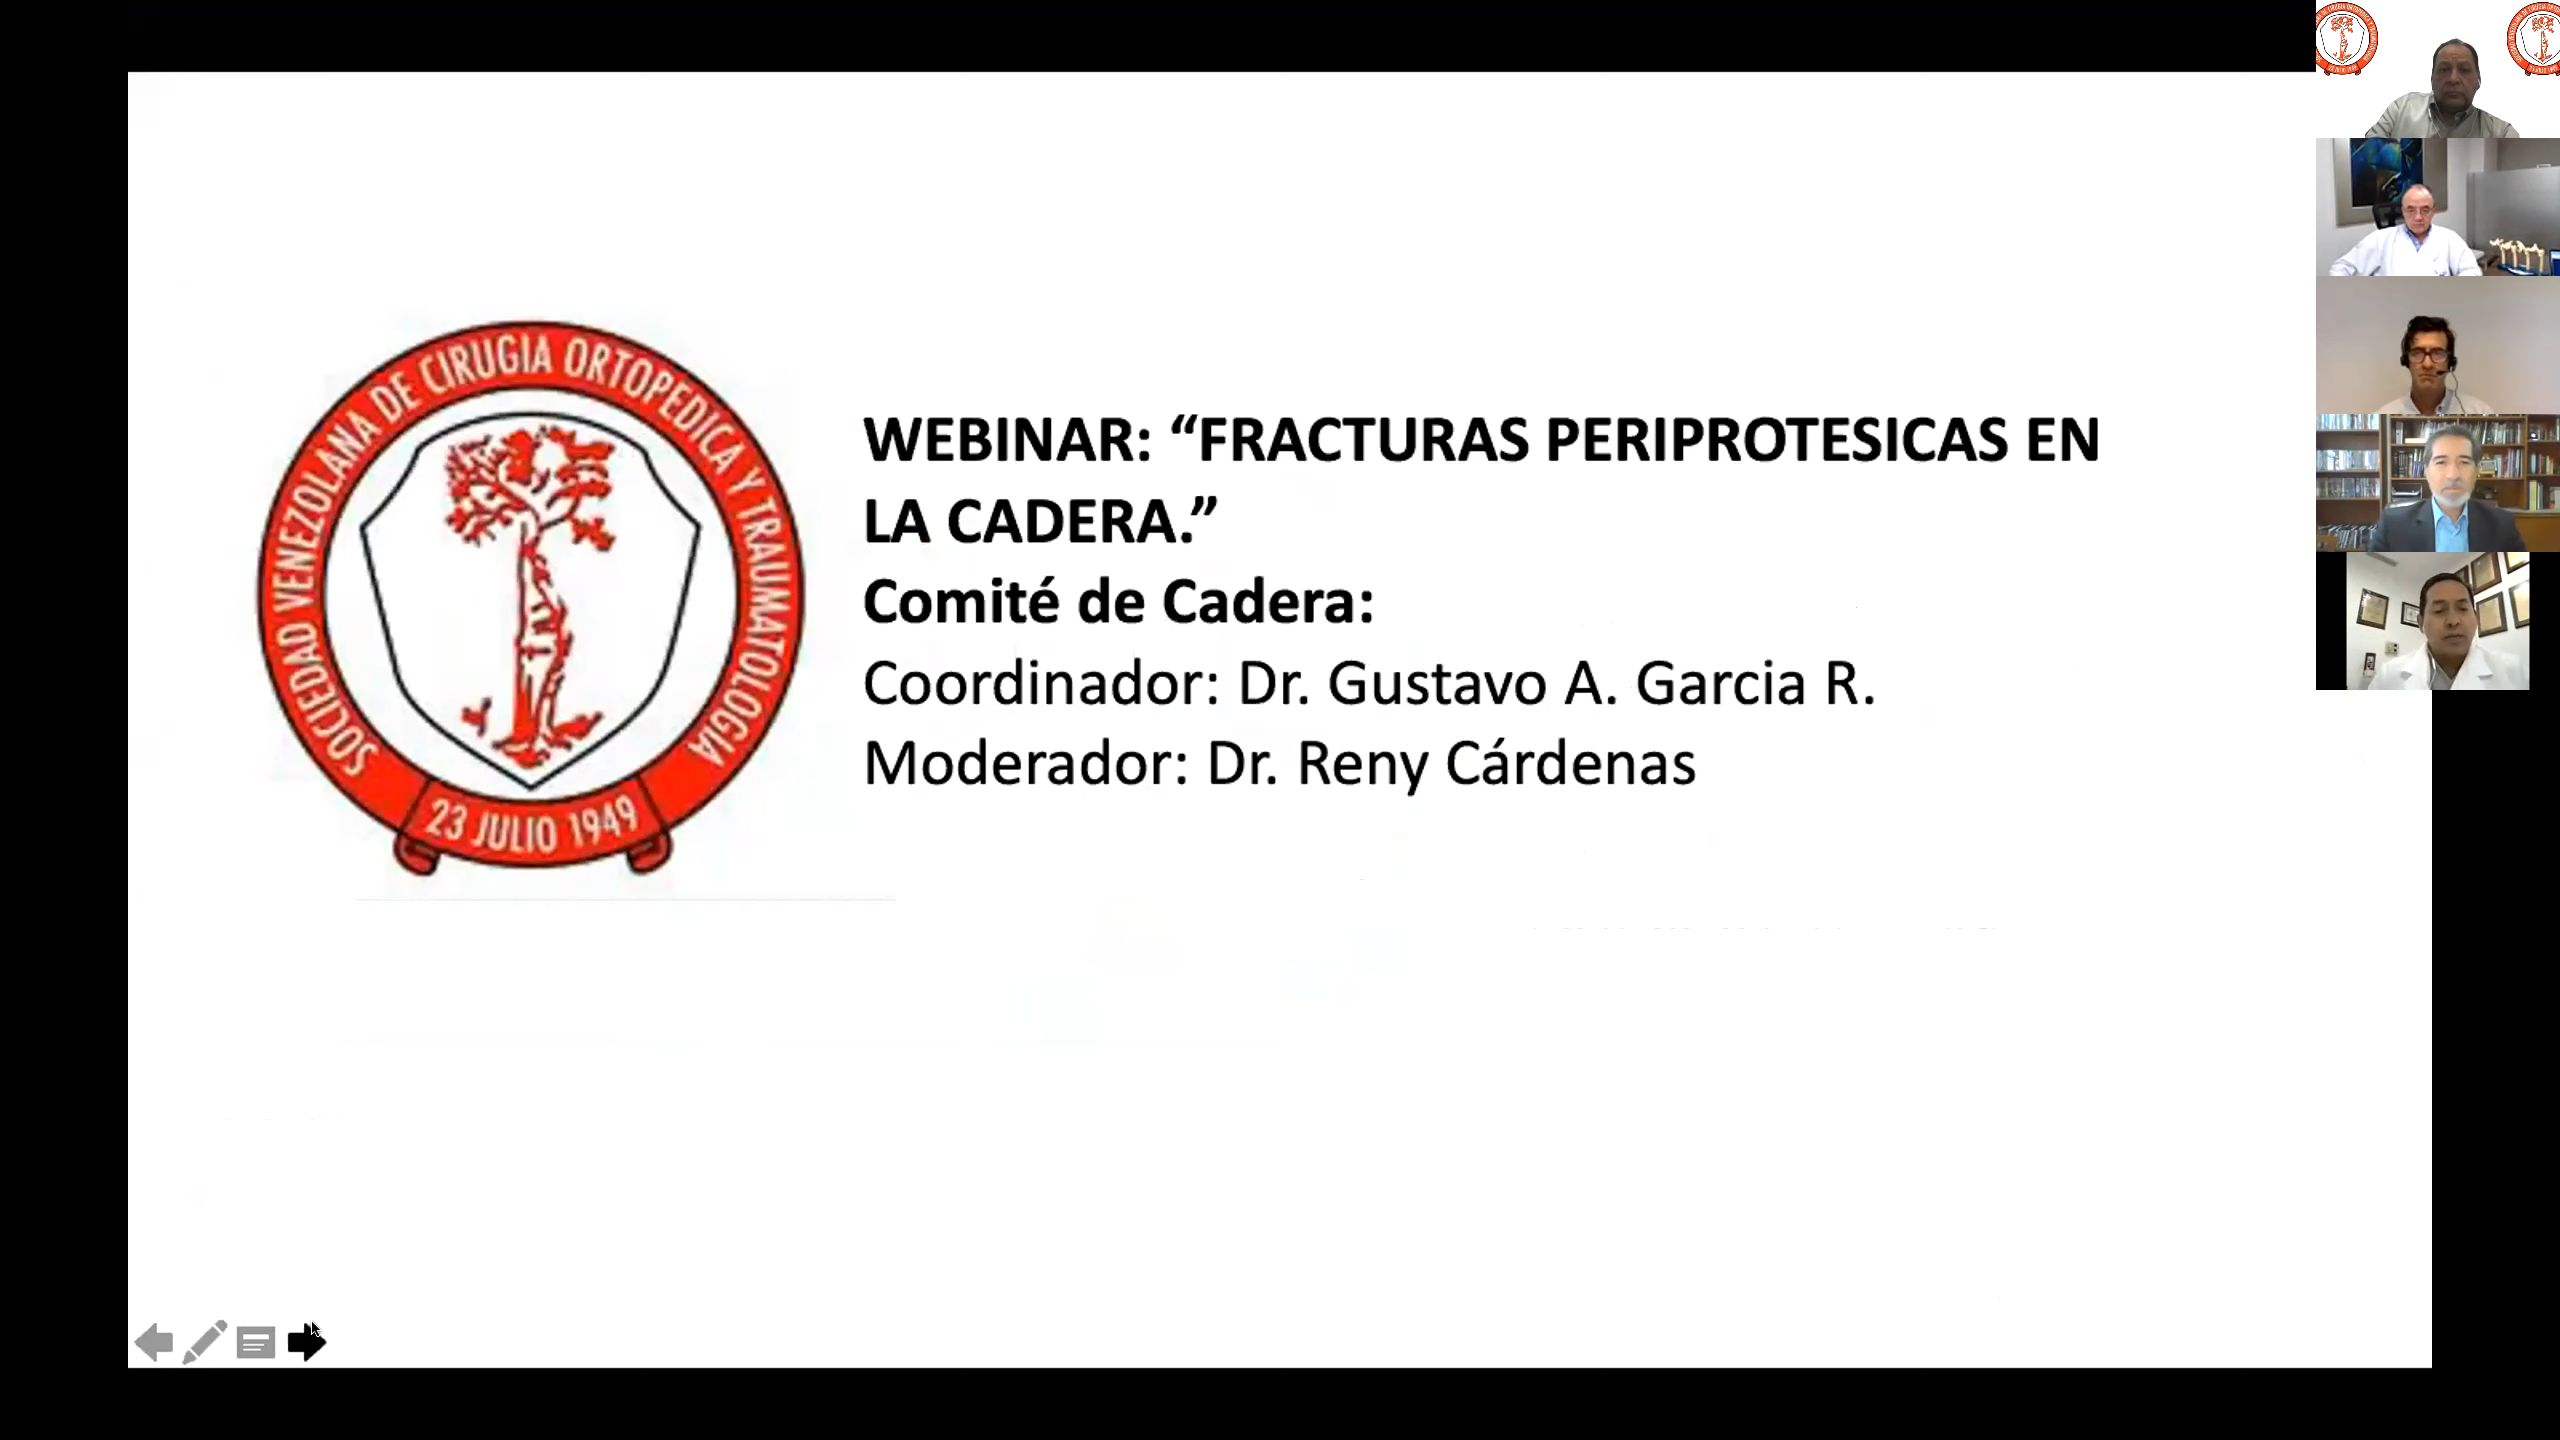 SOCIEDAD VENEZOLANA DE CIRUGIA ORTOPEDICA Y TRAUMATOLOGIA
23 JULIO 1949
WEBINAR: “FRACTURAS PERIPROTESICAS EN
LA CADERA.”
Comité de Cadera:
Coordinador: Dr. Gustavo A. Garcia R.
Moderador: Dr. Reny Cárdenas